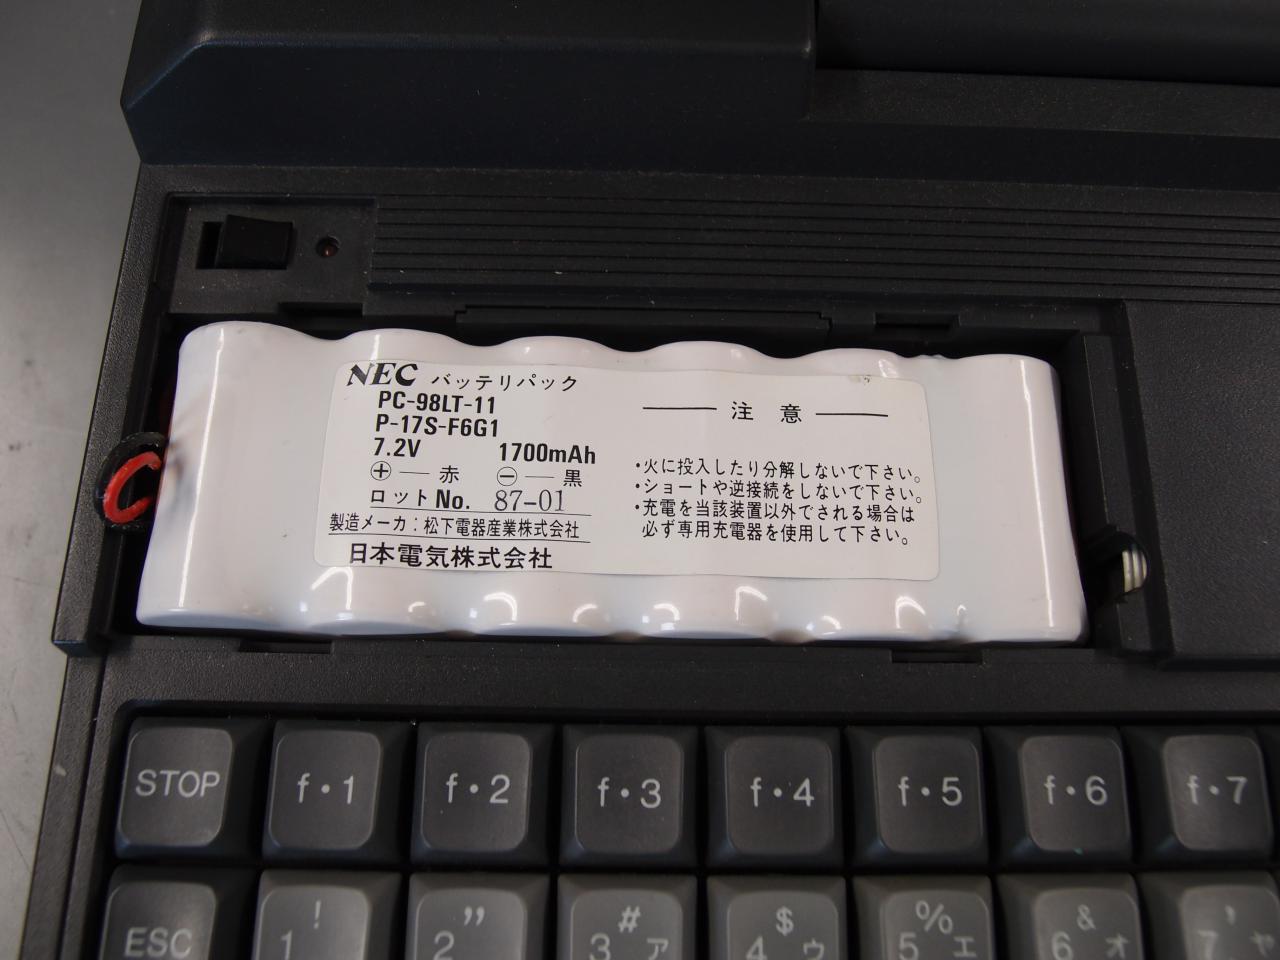 NEC バッテリパック
PC-98LT-11
P-17S-F6G1
7.2V 1700mAh
⊕ — 赤 ⊖ — 黒
ロットNo. 87-01
製造メーカ：松下電器産業株式会社
日本電気株式会社
注 意
・火に投入したり分解しないで下さい。
・ショートや逆接続をしないで下さい。
・充電を当該装置以外でされる場合は
必ず専用充電器を使用して下さい。
STOP f・1 f・2 f・3 f・4 f・5 f・6 f・7
! ” # $ % & ’
ESC 1 2 3 ア 4 ウ 5 エ 6 オ 7 ヤ